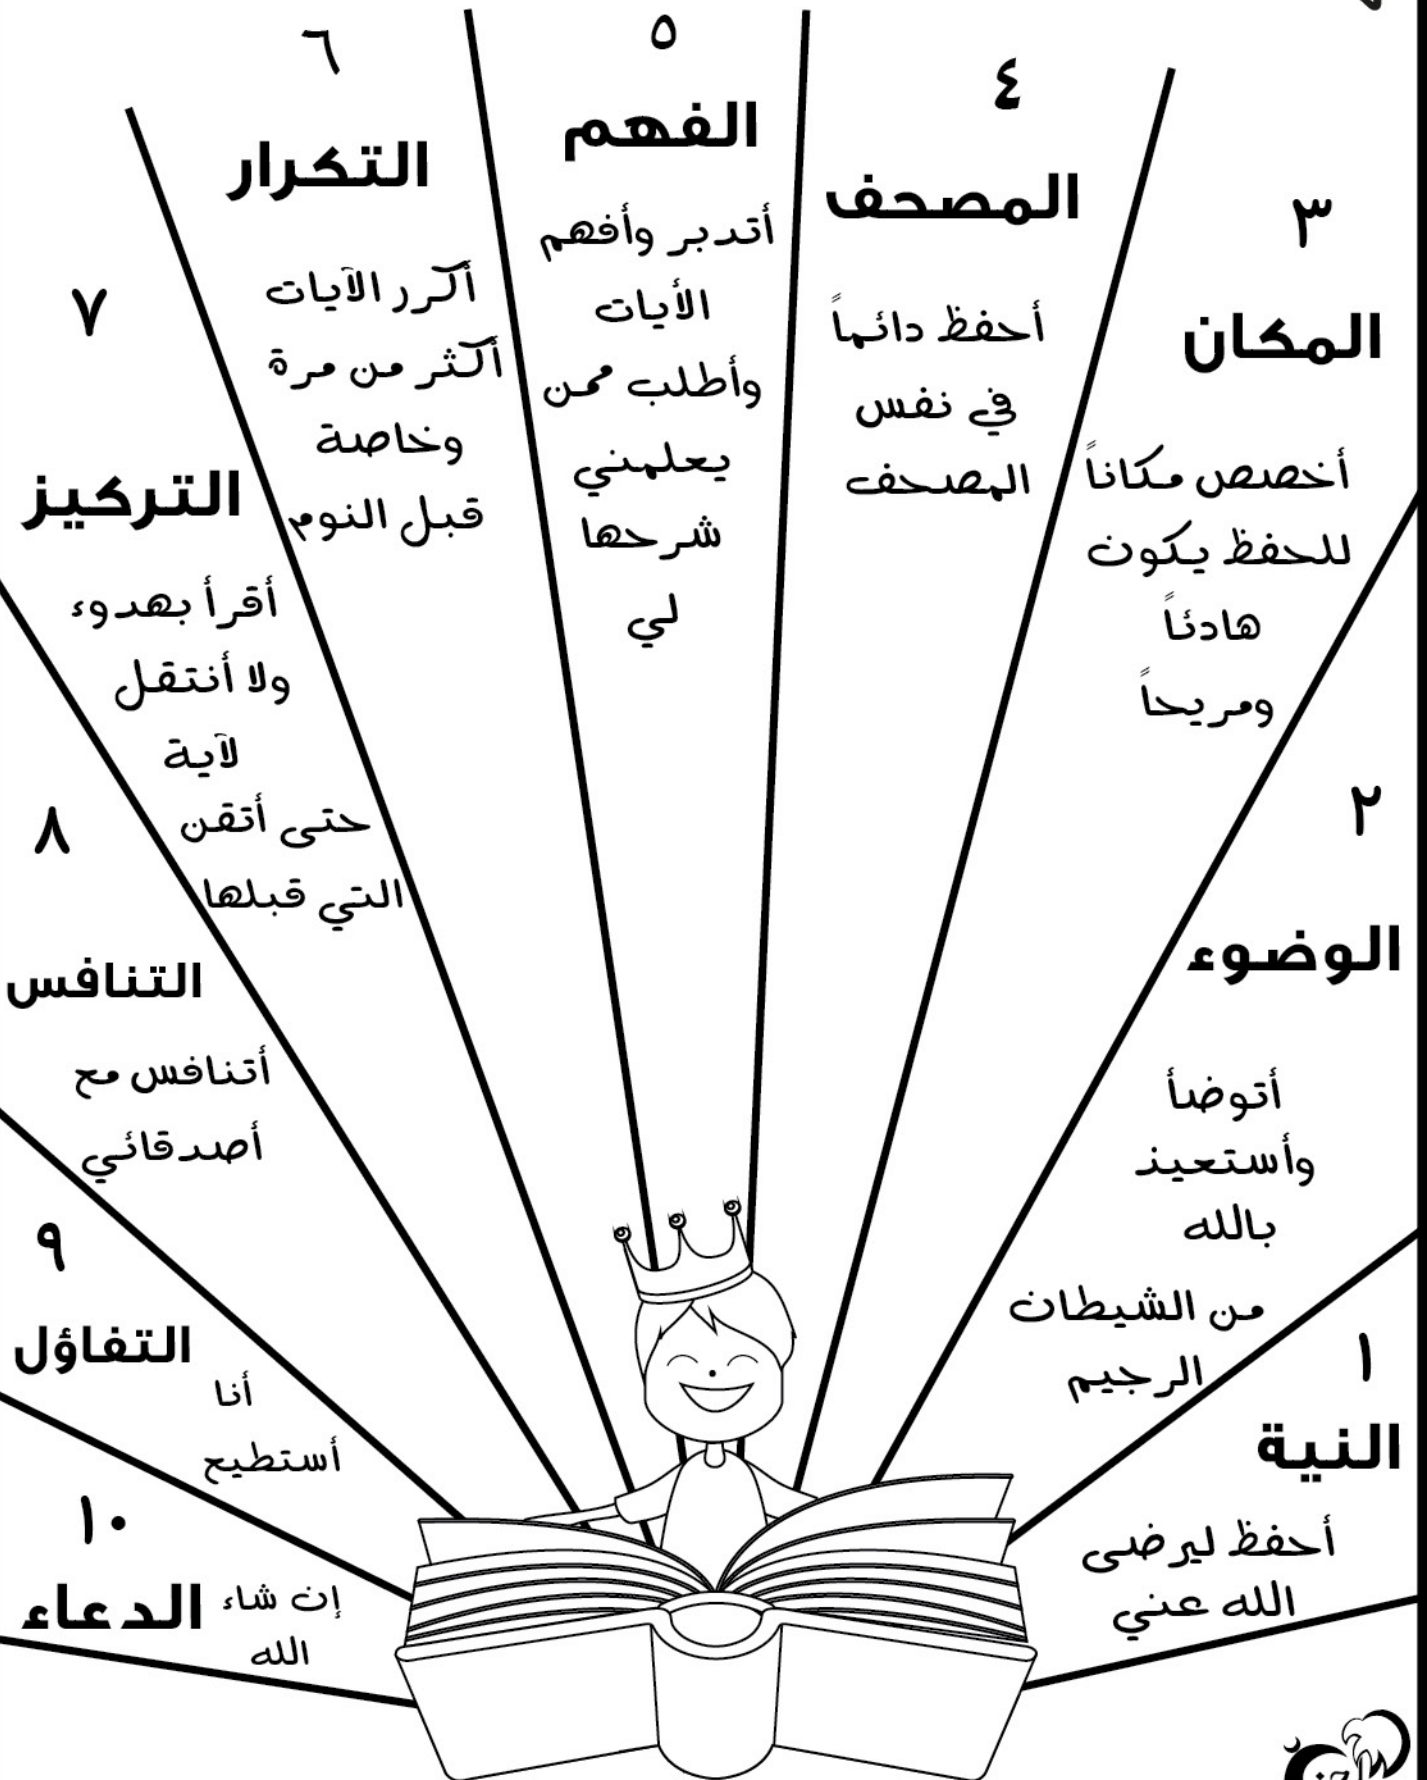 ١
النية
أحفظ ليرضى
الله عني
٢
الوضوء
أتوضأ
وأستعيذ
بالله
من الشيطان
الرجيم
٣
المكان
أخصص مكاناً
للحفظ يكون
هادئاً
ومريحاً
٤
المصحف
أحفظ دائماً
في نفس
المصحف
٥
الفهم
أتدبر وأفهم
الأيات
وأطلب ممن
يعلمني
شرحها
لي
٦
التكرار
أكرر الآيات
أكثر من مرة
وخاصة
قبل النوم
٧
التركيز
أقرأ بهدوء
ولا أنتقل
لآية
حتى أتقن
التي قبلها
٨
التنافس
أتنافس مع
أصدقائي
٩
التفاؤل
أنا
أستطيع
١٠
الدعاء
إن شاء
الله